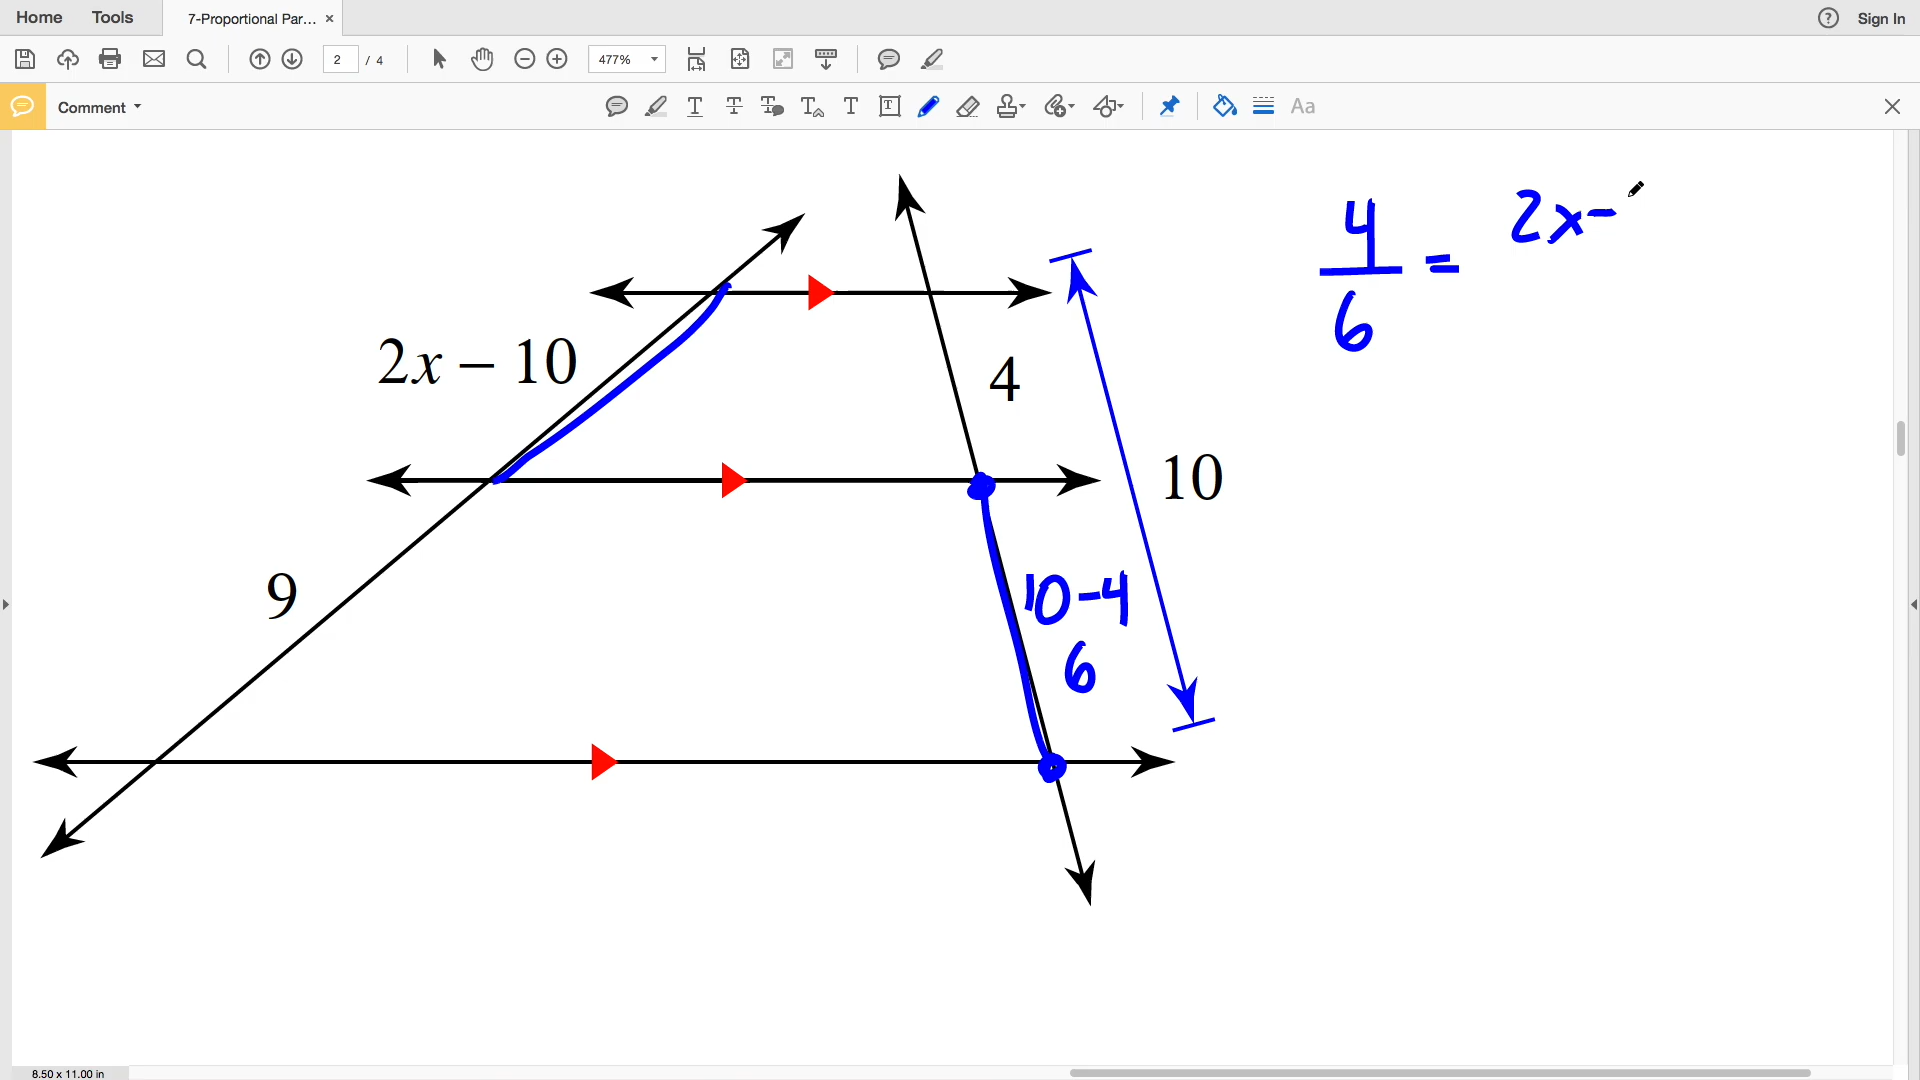 Home Tools 7-Proportional Par... × Sign In
2 / 4 477%
Comment Aa
2x − 10
4
10
9
10-4
6
4/6 = 2x-
8.50 x 11.00 in